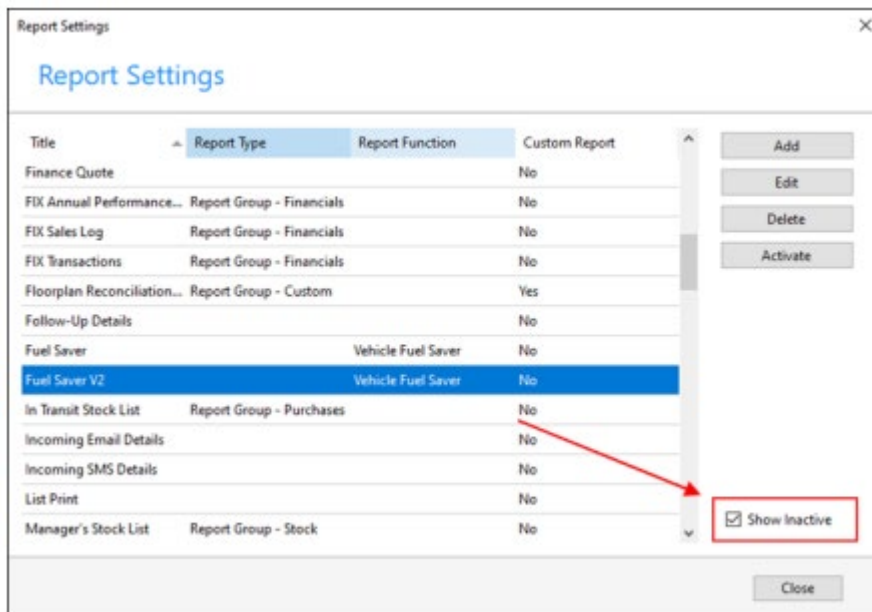 Report Settings
Report Settings
Title Report Type Report Function Custom Report
Finance Quote No
FIX Annual Performance... Report Group - Financials No
FIX Sales Log Report Group - Financials No
FIX Transactions Report Group - Financials No
Floorplan Reconciliation... Report Group - Custom Yes
Follow-Up Details No
Fuel Saver Vehicle Fuel Saver No
Fuel Saver V2 Vehicle Fuel Saver No
In Transit Stock List Report Group - Purchases No
Incoming Email Details No
Incoming SMS Details No
List Print No
Manager's Stock List Report Group - Stock No
Add
Edit
Delete
Activate
Show Inactive
Close